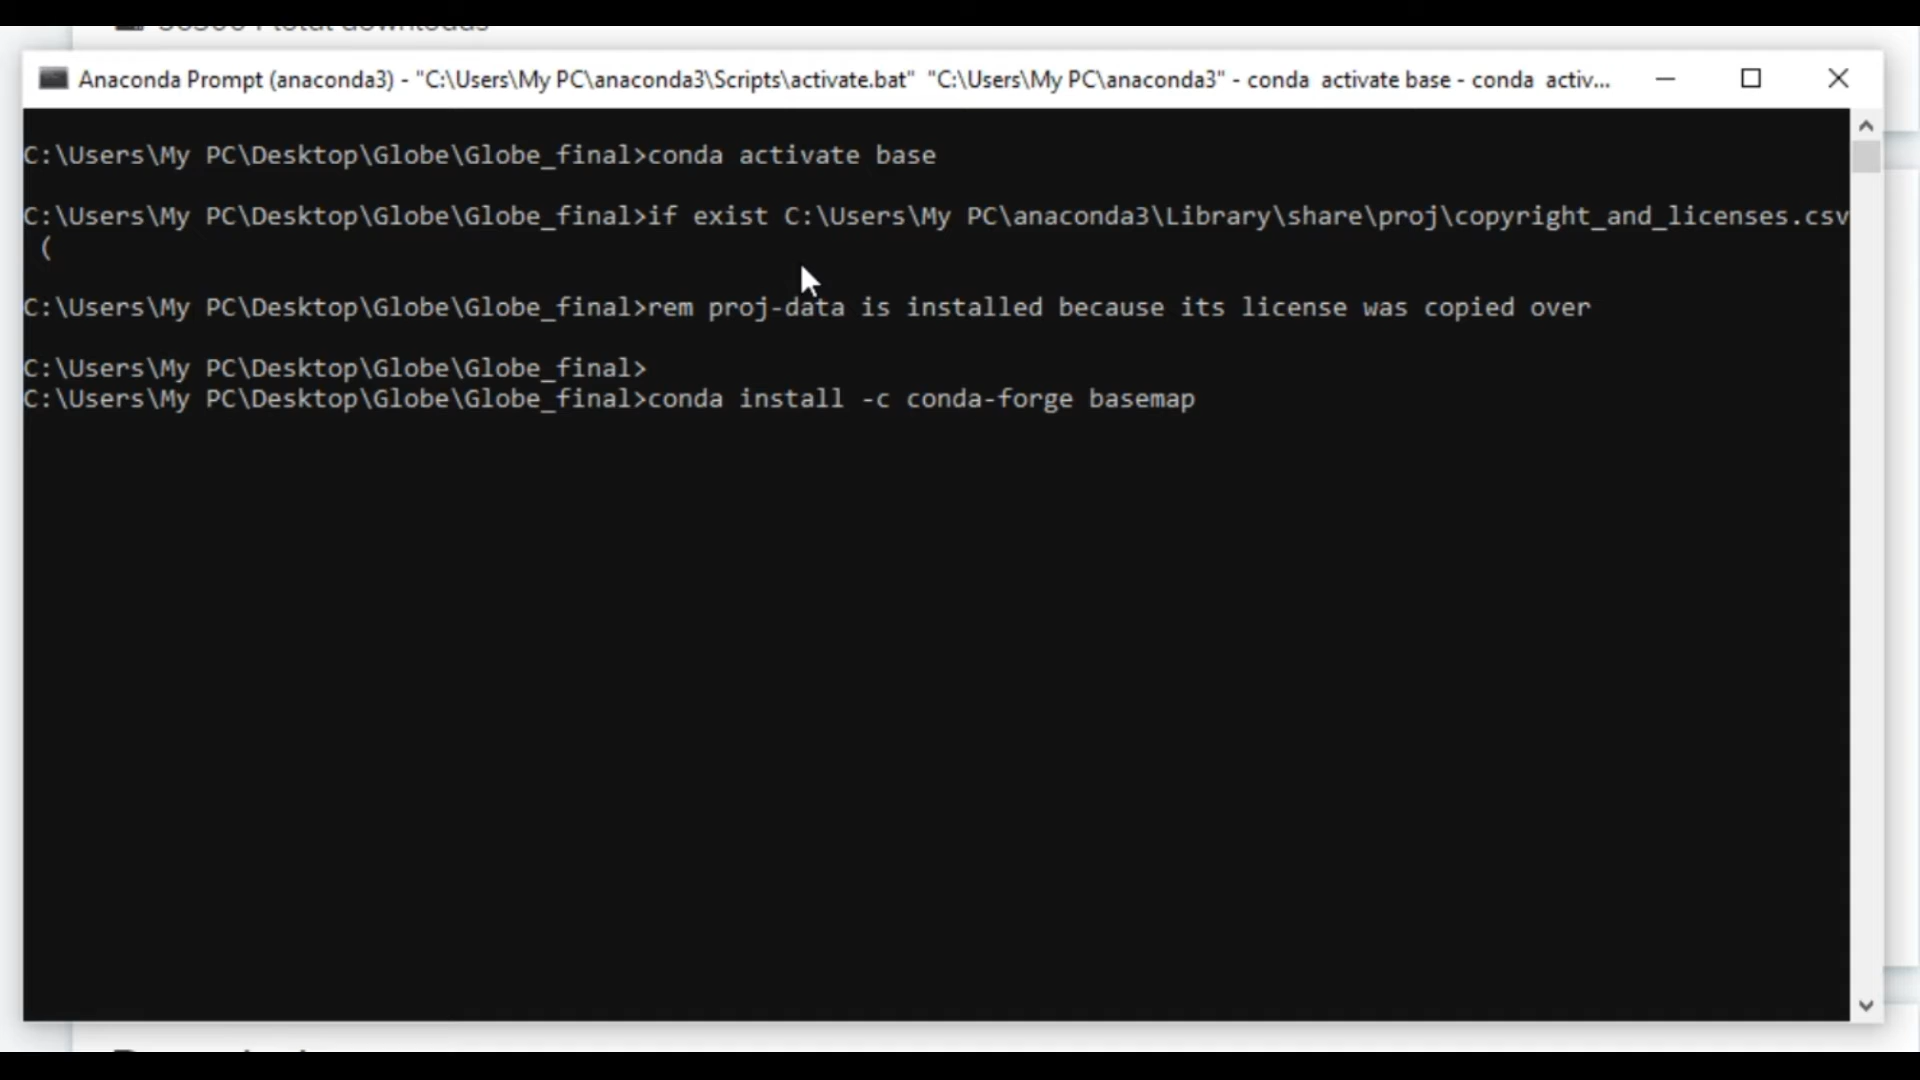 total downloads
Anaconda Prompt (anaconda3) - "C:\Users\My PC\anaconda3\Scripts\activate.bat" "C:\Users\My PC\anaconda3" - conda activate base - conda activ...
C:\Users\My PC\Desktop\Globe\Globe_final>conda activate base
C:\Users\My PC\Desktop\Globe\Globe_final>if exist C:\Users\My PC\anaconda3\Library\share\proj\copyright_and_licenses.csv
(
C:\Users\My PC\Desktop\Globe\Globe_final>rem proj-data is installed because its license was copied over
C:\Users\My PC\Desktop\Globe\Globe_final>
C:\Users\My PC\Desktop\Globe\Globe_final>conda install -c conda-forge basemap